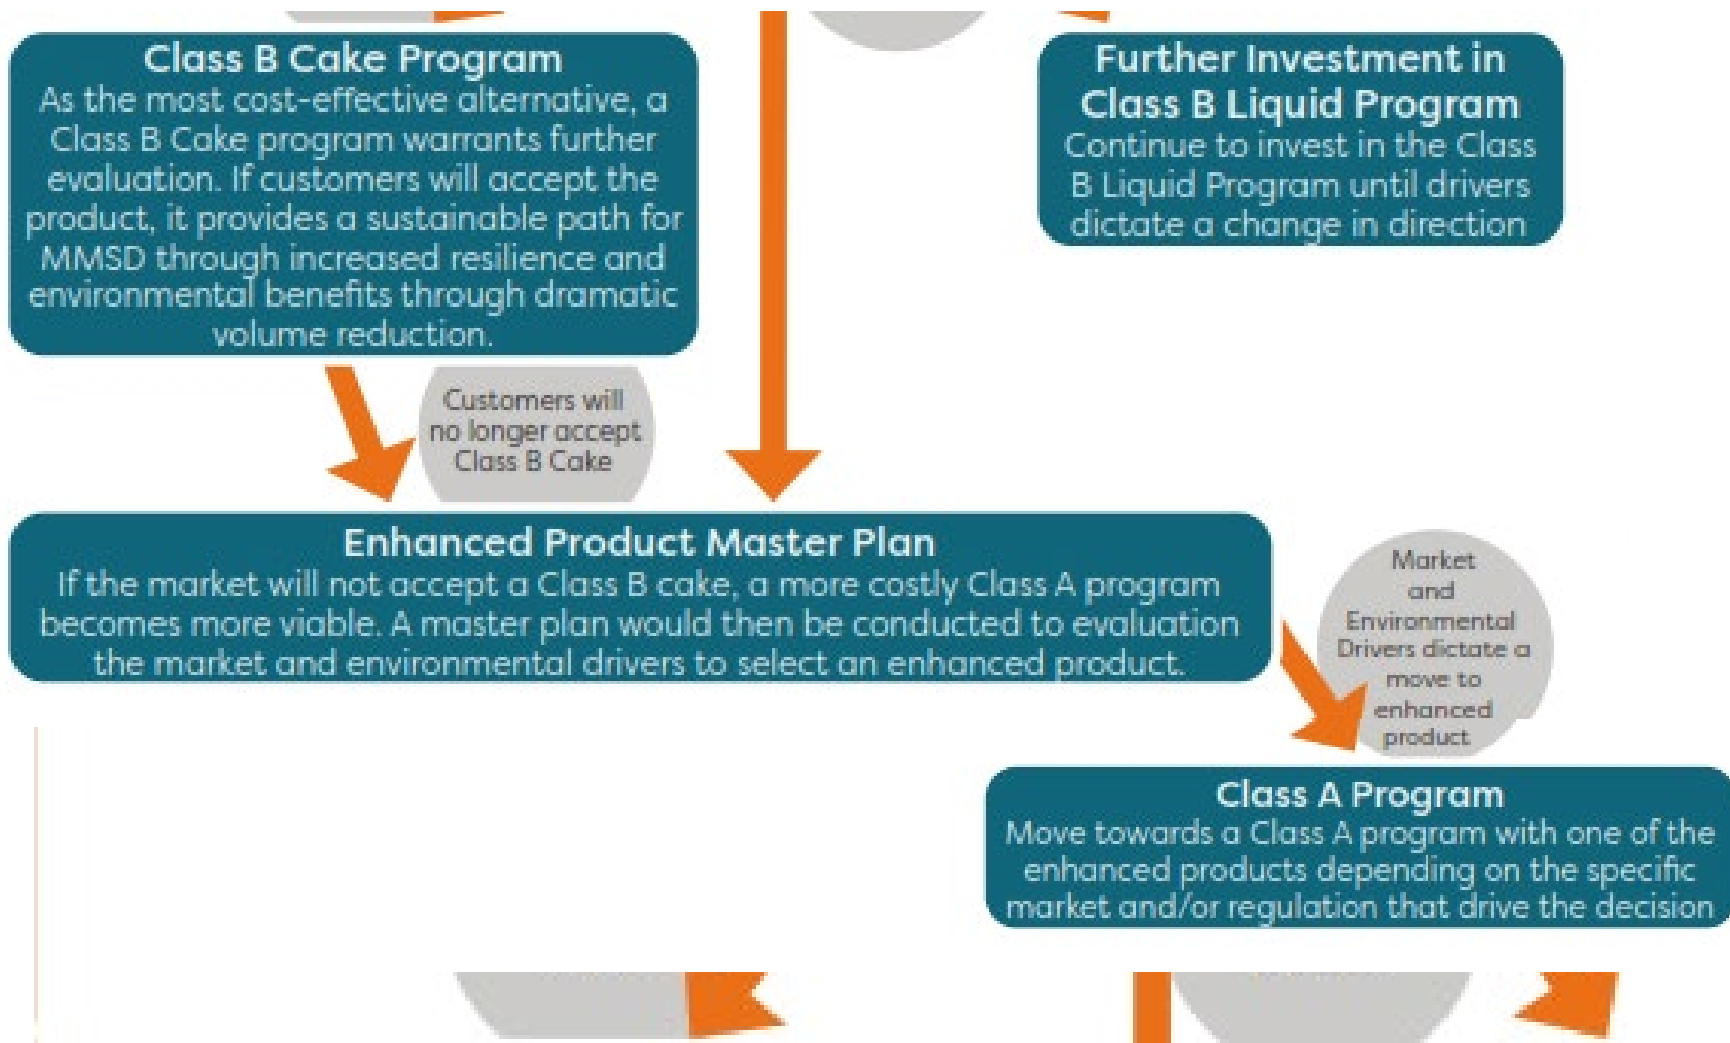 Class B Cake Program
As the most cost-effective alternative, a
Class B Cake program warrants further
evaluation. If customers will accept the
product, it provides a sustainable path for
MMSD through increased resilience and
environmental benefits through dramatic
volume reduction.
Further Investment in
Class B Liquid Program
Continue to invest in the Class
B Liquid Program until drivers
dictate a change in direction
Customers will
no longer accept
Class B Cake
Enhanced Product Master Plan
If the market will not accept a Class B cake, a more costly Class A program
becomes more viable. A master plan would then be conducted to evaluation
the market and environmental drivers to select an enhanced product.
Market
and
Environmental
Drivers dictate a
move to
enhanced
product
Class A Program
Move towards a Class A program with one of the
enhanced products depending on the specific
market and/or regulation that drive the decision